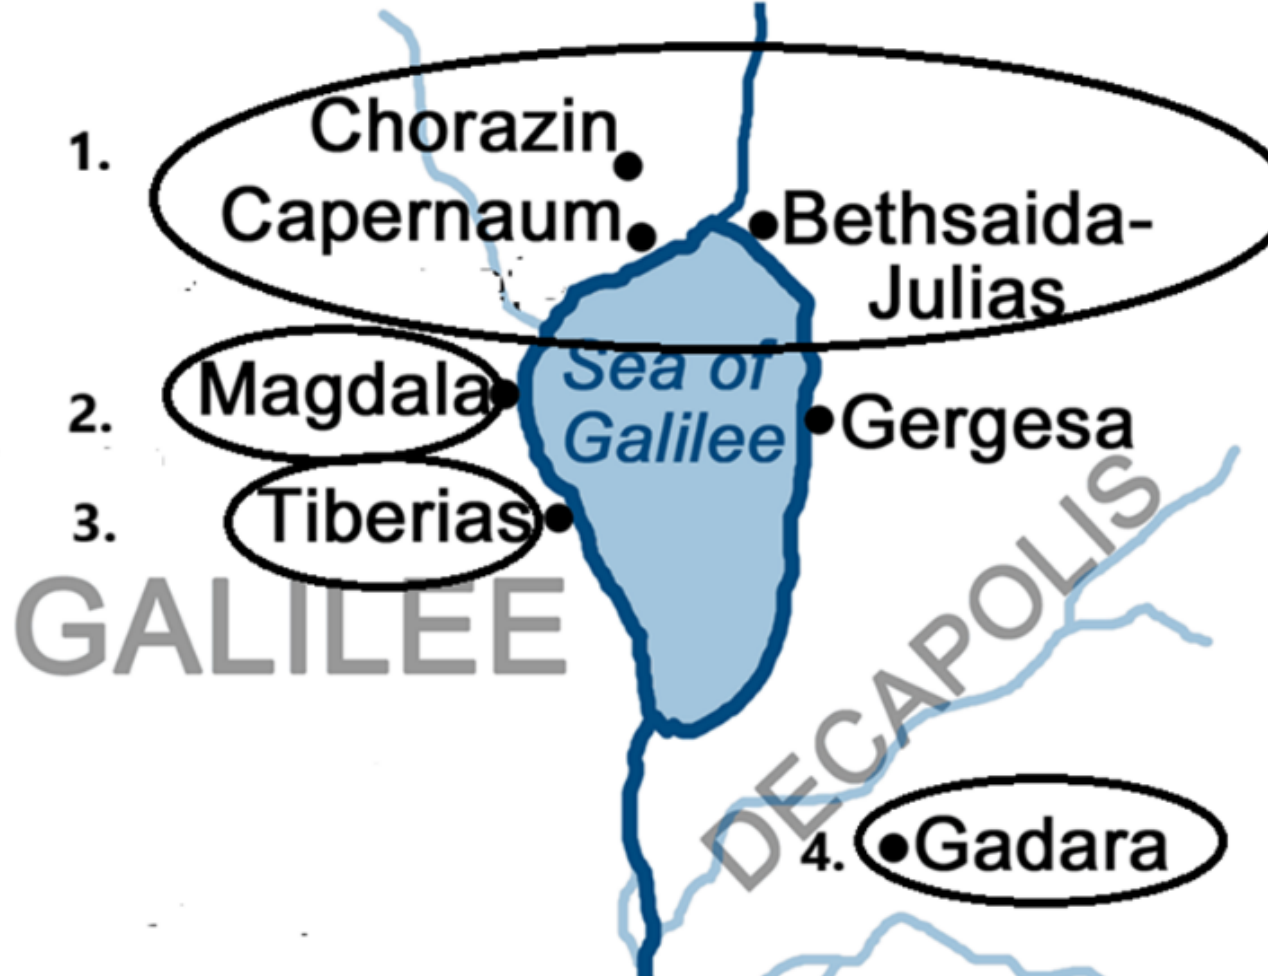 1.
Chorazin
Capernaum
Bethsaida-
Julias
2.
Magdala
Sea of
Galilee
Gergesa
3.
Tiberias
GALILEE
DECAPOLIS
4.
Gadara